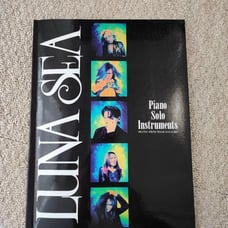 LUNA SEA
Piano
Solo
Instruments